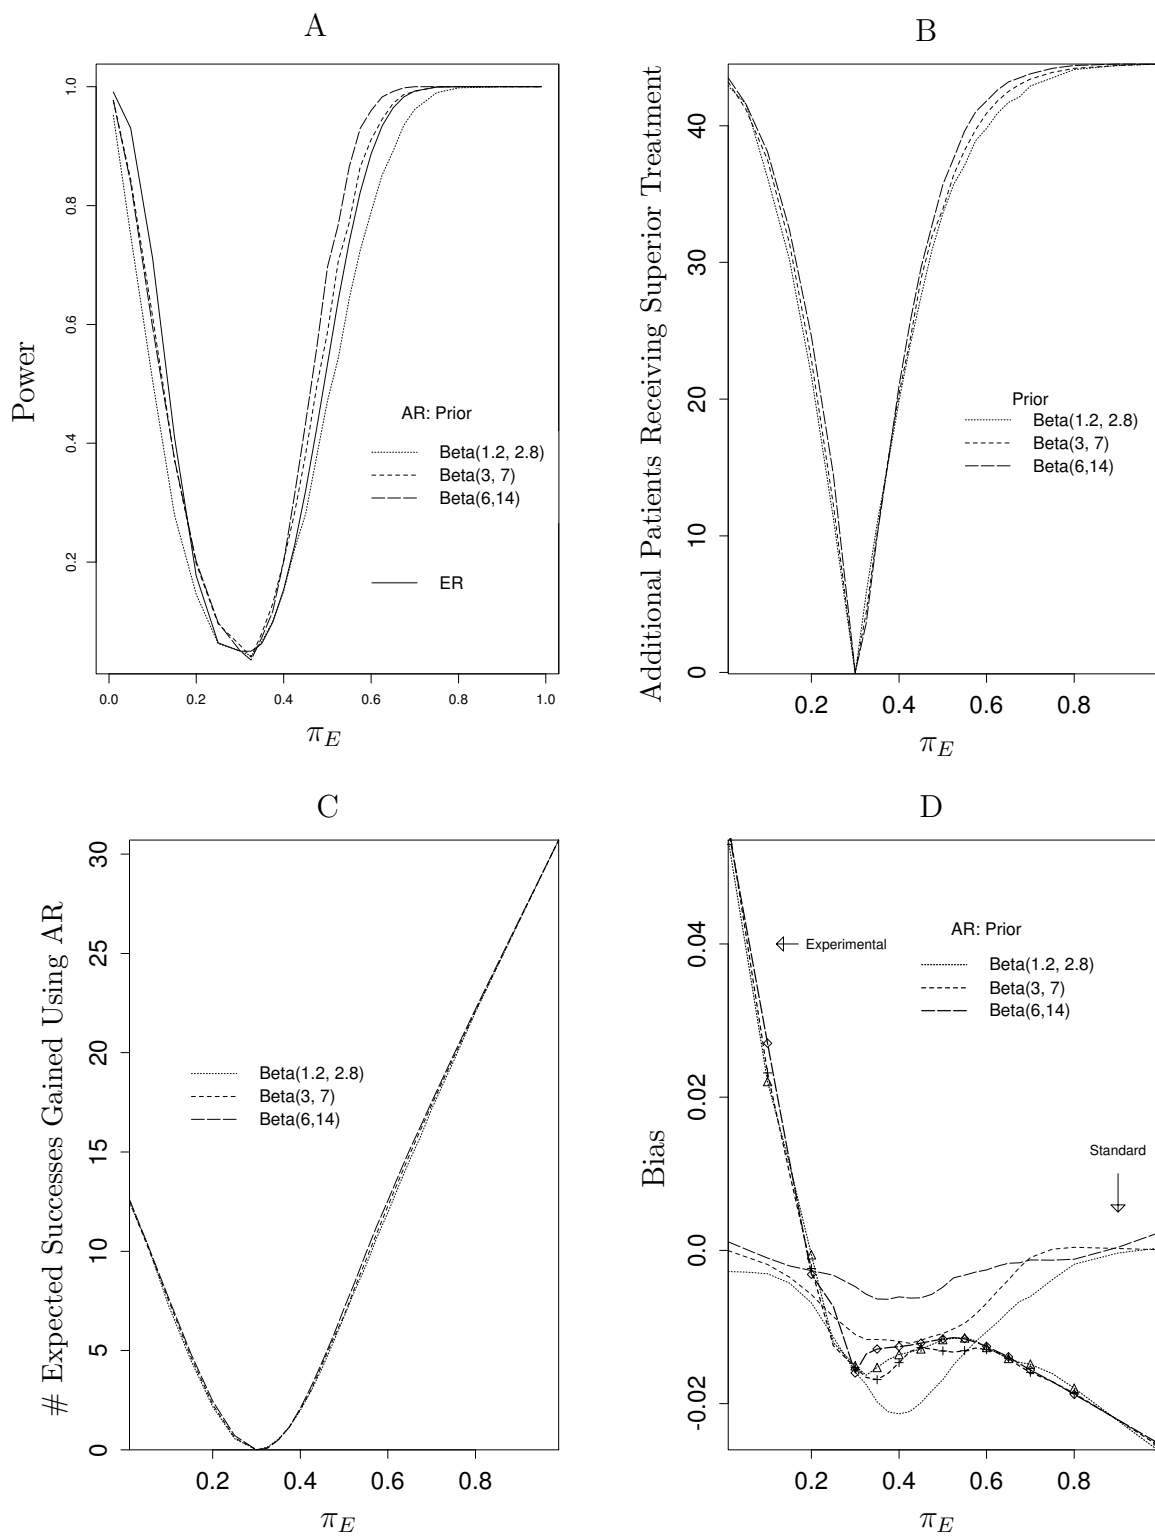 A
Power
1.0
0.8
0.6
0.4
0.2
AR: Prior
Beta(1.2, 2.8)
Beta(3, 7)
Beta(6,14)
ER
0.0 0.2 0.4 0.6 0.8 1.0
π_E
B
Additional Patients Receiving Superior Treatment
40
30
20
10
0
Prior
Beta(1.2, 2.8)
Beta(3, 7)
Beta(6,14)
0.2 0.4 0.6 0.8
π_E
C
# Expected Successes Gained Using AR
30
25
20
15
10
5
0
Beta(1.2, 2.8)
Beta(3, 7)
Beta(6,14)
0.2 0.4 0.6 0.8
π_E
D
Bias
0.04
0.02
0.0
-0.02
Experimental
AR: Prior
Beta(1.2, 2.8)
Beta(3, 7)
Beta(6,14)
Standard
0.2 0.4 0.6 0.8
π_E